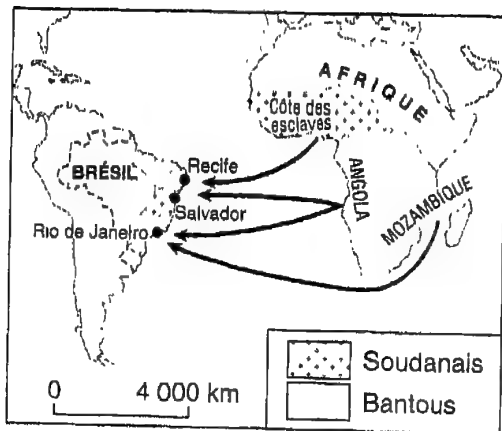 AFRIQUE
Côte des
esclaves
BRÉSIL
Recife
Salvador
Rio de Janeiro
ANGOLA
MOZAMBIQUE
0 4 000 km
Soudanais
Bantous